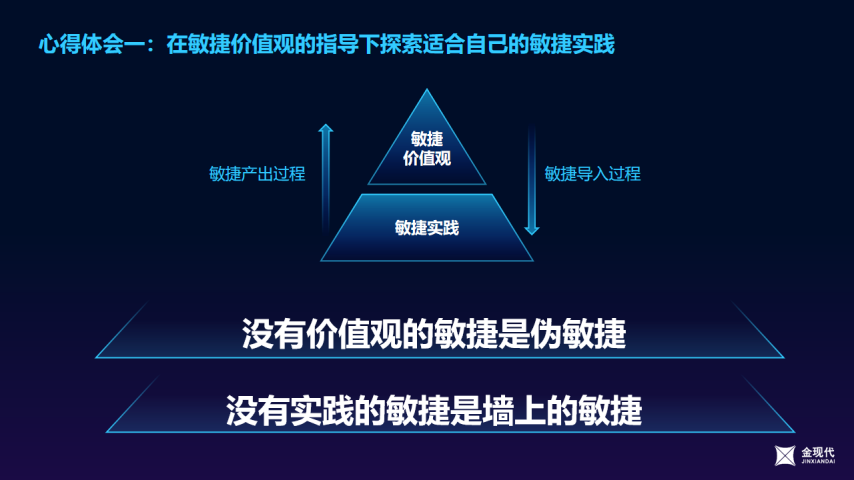 心得体会一：在敏捷价值观的指导下探索适合自己的敏捷实践
敏捷
价值观
敏捷产出过程
敏捷导入过程
敏捷实践
没有价值观的敏捷是伪敏捷
没有实践的敏捷是墙上的敏捷
金现代
JINXIANDAI